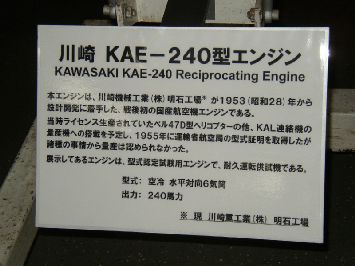 川崎 KAE－240型エンジン
KAWASAKI KAE-240 Reciprocating Engine
本エンジンは、川崎機械工業(株)明石工場※が1953(昭和28)年から
設計開発に着手した、戦後初の国産航空機エンジンである。
当時ライセンス生産されていたベル47D型ヘリコプターの他、KAL連絡機の
量産機への搭載を予定し、1955年に運輸省航空局の型式証明を取得したが
諸種の事情から量産は認められなかった。
展示してあるエンジンは、型式認定試験用エンジンで、耐久運転供試機である。
型式: 空冷 水平対向6気筒
出力: 240馬力
※ 現 川崎重工業(株) 明石工場